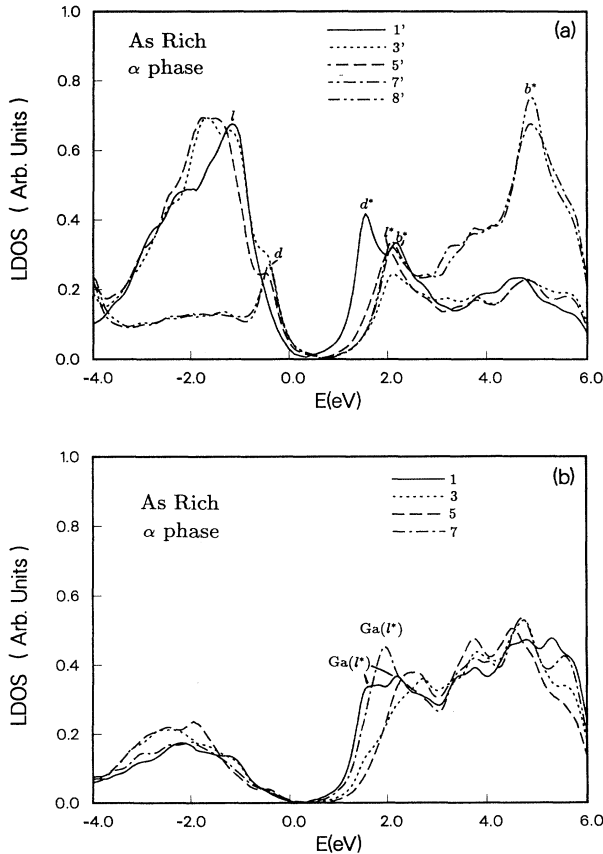 (a)
As Rich
α phase
1'
3'
5'
7'
8'
b*
l
d*
l* b*
d
1.0
0.8
0.6
0.4
0.2
0.0
LDOS ( Arb. Units )
-4.0 -2.0 0.0 2.0 4.0 6.0
E(eV)
(b)
As Rich
α phase
1
3
5
7
Ga(l*)
Ga(l*)
1.0
0.8
0.6
0.4
0.2
0.0
LDOS ( Arb. Units )
-4.0 -2.0 0.0 2.0 4.0 6.0
E(eV)